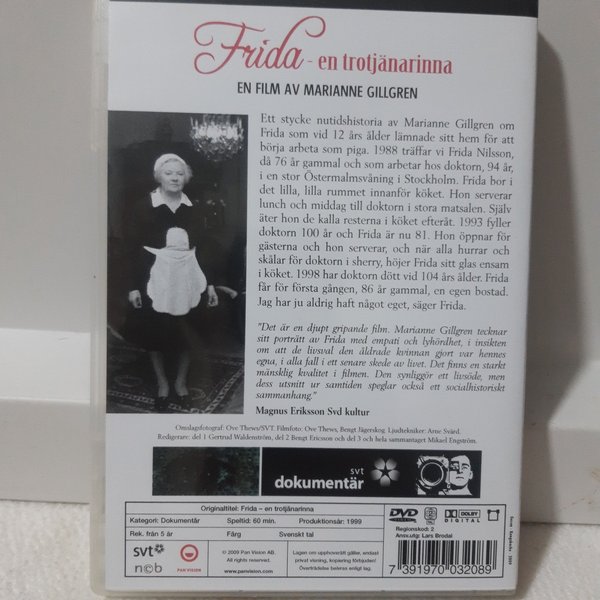 Frida - en trotjänarinna
EN FILM AV MARIANNE GILLGREN
Ett stycke nutidshistoria av Marianne Gillgren om
Frida som vid 12 års ålder lämnade sitt hem för att
börja arbeta som piga. 1988 träffar vi Frida Nilsson,
då 76 år gammal och som arbetar hos doktorn, 94 år,
i en stor Östermalmsvåning i Stockholm. Frida bor i
det lilla, lilla rummet innanför köket. Hon serverar
lunch och middag till doktorn i stora matsalen. Själv
äter hon de kalla resterna i köket efteråt. 1993 fyller
doktorn 100 år och Frida är nu 81. Hon öppnar för
gästerna och hon serverar, och när alla hurrar och
skålar för doktorn i sherry, höjer Frida sitt glas ensam
i köket. 1998 har doktorn dött vid 104 års ålder. Frida
får för första gången, 86 år gammal, en egen bostad.
Jag har ju aldrig haft något eget, säger Frida.
"Det är en djupt gripande film. Marianne Gillgren tecknar
sitt porträtt av Frida med empati och lyhördhet, i insikten
om att de livsval den åldrade kvinnan gjort var hennes
egna, i alla fall i ett senare skede av livet. Det finns en starkt
mänsklig kvalitet i filmen. Den synliggör ett livsöde, men
dess utsnitt ur samtiden speglar också ett socialhistoriskt
sammanhang."
Magnus Eriksson Svd kultur
Omslagsfotograf: Ove Thews/SVT. Filmfoto: Ove Thews, Bengt Jägerskog. Ljudtekniker: Arne Svärd.
Redigerare: del 1 Gertrud Waldenström, del 2 Bengt Ericsson och del 3 och hela sammantaget Mikael Engström.
svt
dokumentär
Originaltitel: Frida – en trotjänarinna
Kategori: Dokumentär
Speltid: 60 min.
Produktionsår: 1999
Rek. från 5 år
Svenskt tal
svt
ncb
PAN VISION
© 2009 Pan Vision AB.
All rights reserved.
www.panvision.com
Lagen om upphovsrätt gäller, endast
privat visning, kopiering förbjuden!
Överträdelse beläres enligt lag.
DVD
VIDEO
DOLBY
DIGITAL
Regionskod: 2
Ansv.utg: Lars Brodal
7 391970 032089